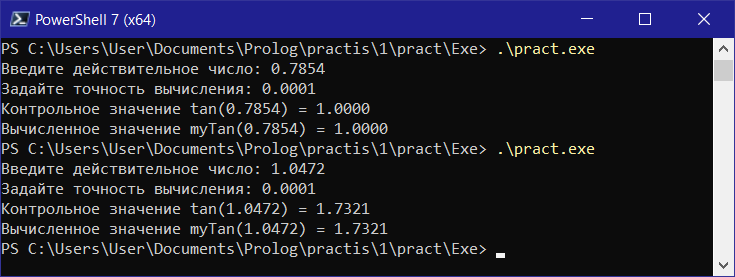 PowerShell 7 (x64)
PS C:\Users\User\Documents\Prolog\practis\1\pract\Exe> .\pract.exe
Введите действительное число: 0.7854
Задайте точность вычисления: 0.0001
Контрольное значение tan(0.7854) = 1.0000
Вычисленное значение myTan(0.7854) = 1.0000
PS C:\Users\User\Documents\Prolog\practis\1\pract\Exe> .\pract.exe
Введите действительное число: 1.0472
Задайте точность вычисления: 0.0001
Контрольное значение tan(1.0472) = 1.7321
Вычисленное значение myTan(1.0472) = 1.7321
PS C:\Users\User\Documents\Prolog\practis\1\pract\Exe>